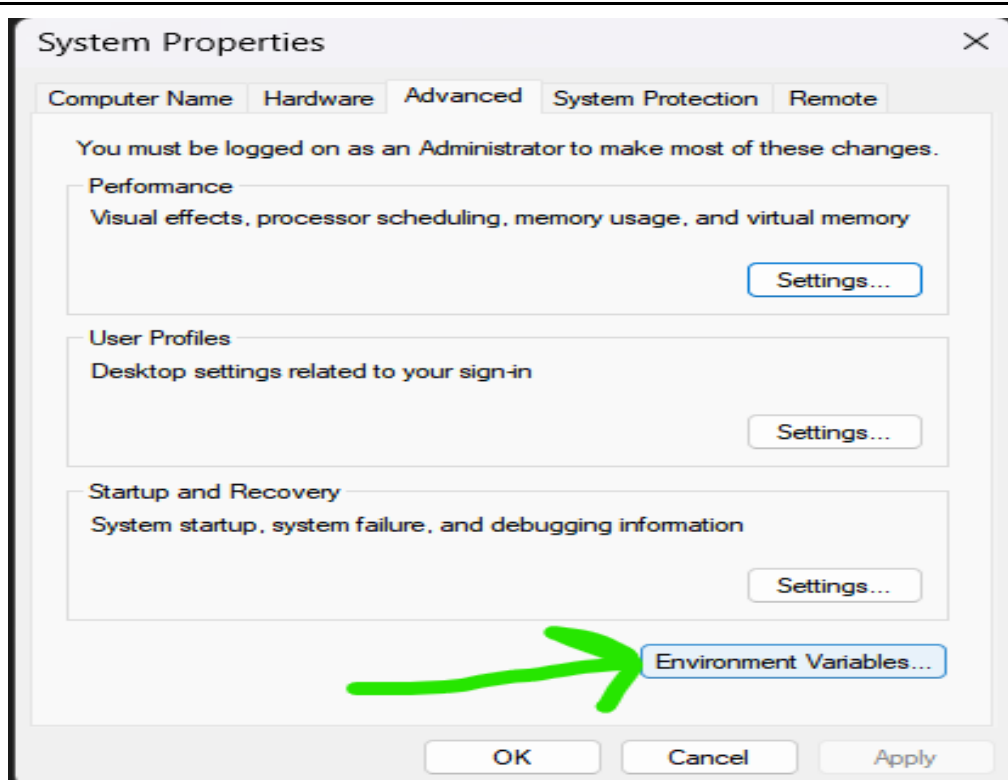 System Properties
Computer Name Hardware Advanced System Protection Remote
You must be logged on as an Administrator to make most of these changes.
Performance
Visual effects, processor scheduling, memory usage, and virtual memory
Settings...
User Profiles
Desktop settings related to your sign-in
Settings...
Startup and Recovery
System startup, system failure, and debugging information
Settings...
Environment Variables...
OK Cancel Apply